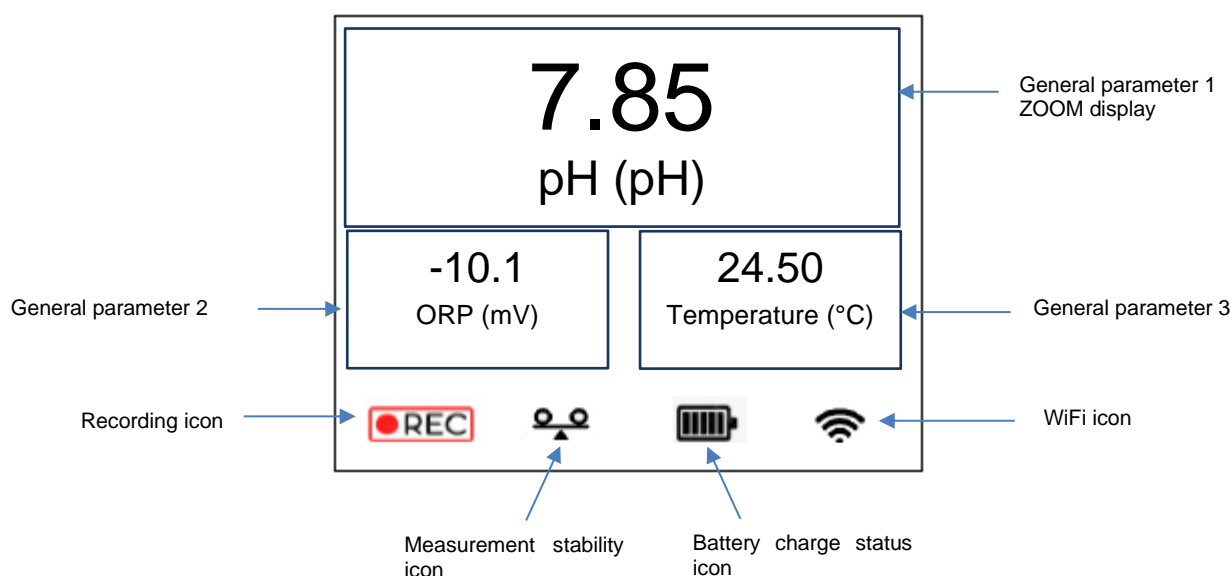 7.85
pH (pH)
General parameter 1
ZOOM display
General parameter 2
-10.1
ORP (mV)
24.50
Temperature (°C)
General parameter 3
Recording icon
REC
WiFi icon
Measurement stability
icon
Battery charge status
icon